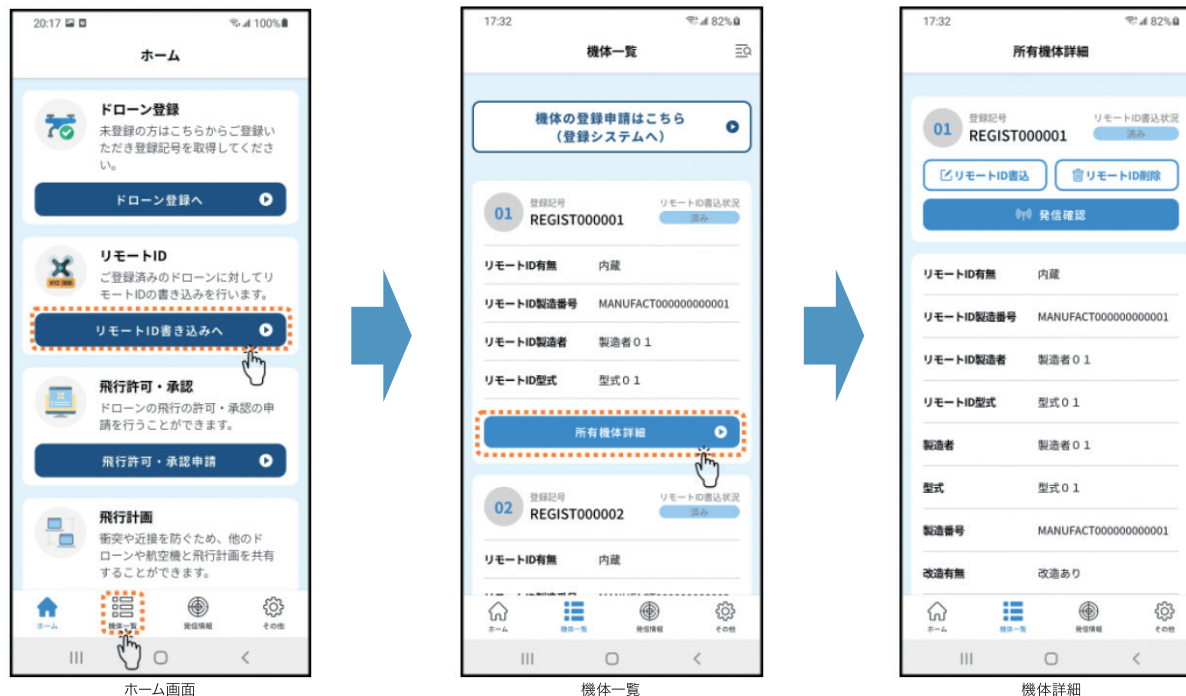 20:17
100%
ホーム
ドローン登録
未登録の方はこちらからご登録い
ただき登録記号を取得してくださ
い。
ドローン登録へ
リモートID
ご登録済みのドローンに対してリ
モートIDの書き込みを行います。
リモートID書き込みへ
飛行許可・承認
ドローンの飛行の許可・承認の申
請を行うことができます。
飛行許可・承認申請
飛行計画
衝突や近接を防ぐため、他のド
ローンや航空機と飛行計画を共有
することができます。
ホーム
機体一覧
発信情報
その他
ホーム画面
17:32
82%
機体一覧
機体の登録申請はこちら
（登録システムへ）
01
登録記号
REGIST000001
リモートID書込状況
済み
リモートID有無 内蔵
リモートID製造番号 MANUFACT000000000001
リモートID製造者 製造者０１
リモートID型式 型式０１
所有機体詳細
02
登録記号
REGIST000002
リモートID書込状況
済み
リモートID有無 内蔵
ホーム
機体一覧
発信情報
その他
機体一覧
17:32
82%
所有機体詳細
01
登録記号
REGIST000001
リモートID書込状況
済み
リモートID書込
リモートID削除
発信確認
リモートID有無 内蔵
リモートID製造番号 MANUFACT000000000001
リモートID製造者 製造者０１
リモートID型式 型式０１
製造者 製造者０１
型式 型式０１
製造番号 MANUFACT000000000001
改造有無 改造あり
ホーム
機体一覧
発信情報
その他
機体詳細